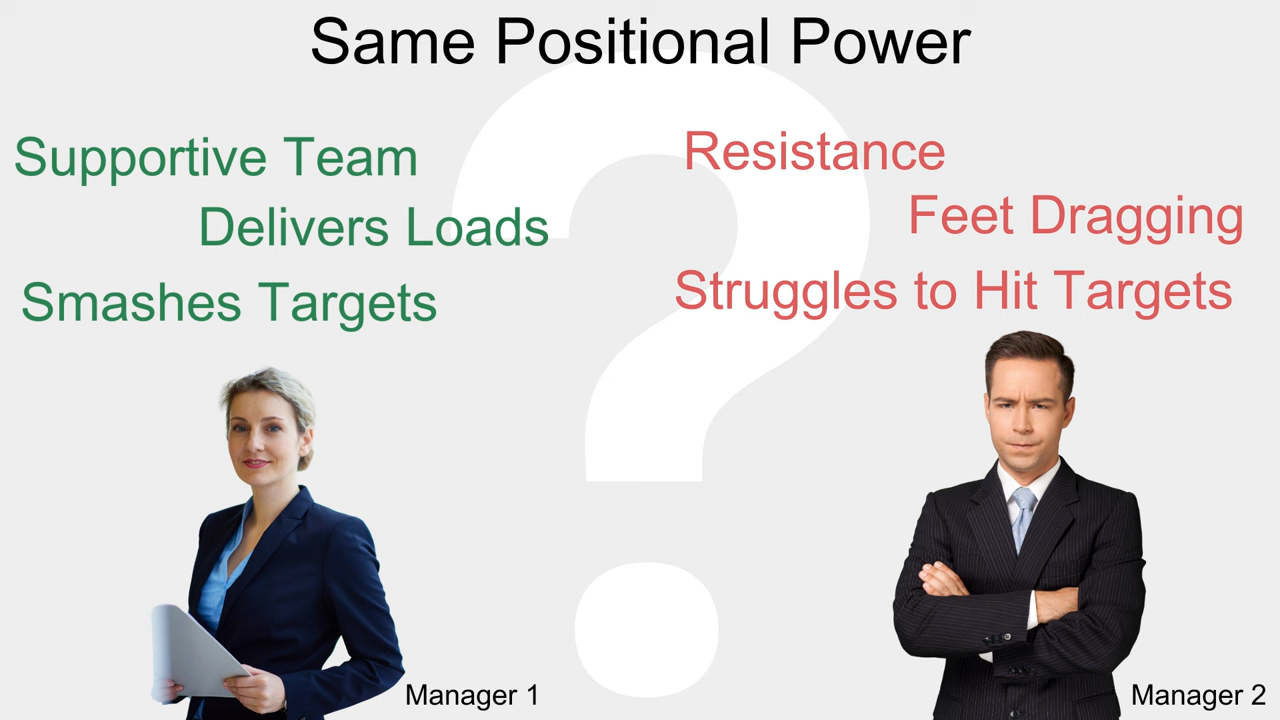 Same Positional Power
Supportive Team
Delivers Loads
Smashes Targets
Resistance
Feet Dragging
Struggles to Hit Targets
Manager 1
Manager 2